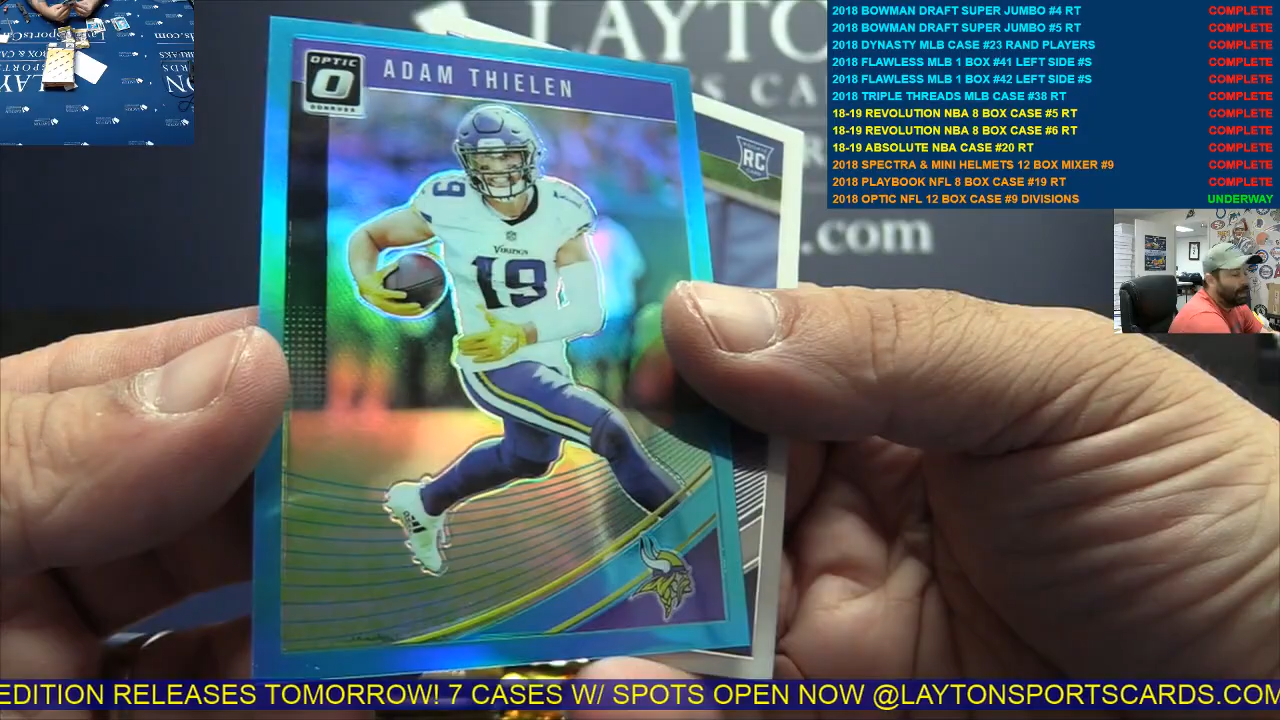 2018 BOWMAN DRAFT SUPER JUMBO #4 RT COMPLETE
2018 BOWMAN DRAFT SUPER JUMBO #5 RT COMPLETE
2018 DYNASTY MLB CASE #23 RAND PLAYERS COMPLETE
2018 FLAWLESS MLB 1 BOX #41 LEFT SIDE #S COMPLETE
2018 FLAWLESS MLB 1 BOX #42 LEFT SIDE #S COMPLETE
2018 TRIPLE THREADS MLB CASE #38 RT COMPLETE
18-19 REVOLUTION NBA 8 BOX CASE #5 RT COMPLETE
18-19 REVOLUTION NBA 8 BOX CASE #6 RT COMPLETE
18-19 ABSOLUTE NBA CASE #20 RT COMPLETE
2018 SPECTRA & MINI HELMETS 12 BOX MIXER #9 COMPLETE
2018 PLAYBOOK NFL 8 BOX CASE #19 RT COMPLETE
2018 OPTIC NFL 12 BOX CASE #9 DIVISIONS UNDERWAY
LAYTON
S CA
.com
OPTIC
O
DONRUSS
ADAM THIELEN
RC
19
VIKINGS
19
EDITION RELEASES TOMORROW! 7 CASES W/ SPOTS OPEN NOW @LAYTONSPORTSCARDS.COM